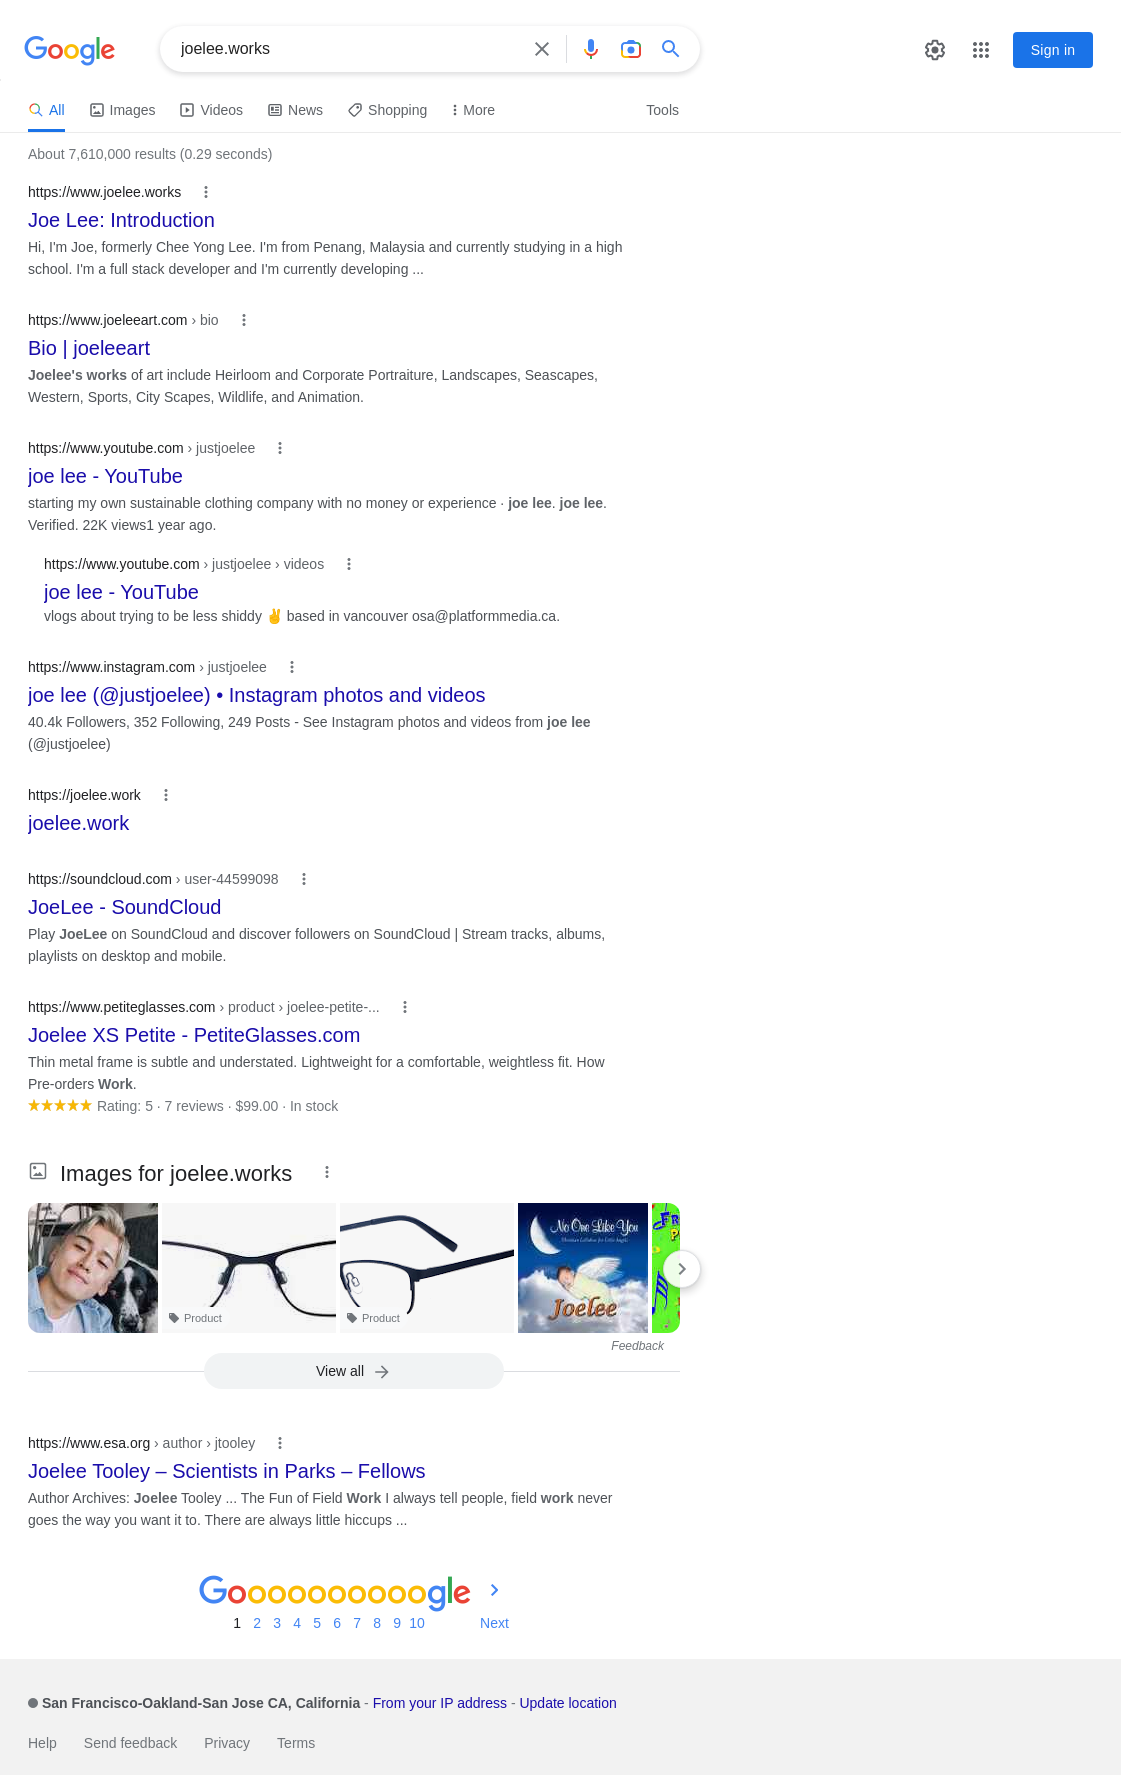 Google
joelee.works
Sign in
All
Images
Videos
News
Shopping
More
Tools
About 7,610,000 results (0.29 seconds)
https://www.joelee.works
Joe Lee: Introduction
Hi, I'm Joe, formerly Chee Yong Lee. I'm from Penang, Malaysia and currently studying in a high
school. I'm a full stack developer and I'm currently developing ...
https://www.joeleeart.com › bio
Bio | joeleeart
Joelee's works of art include Heirloom and Corporate Portraiture, Landscapes, Seascapes,
Western, Sports, City Scapes, Wildlife, and Animation.
https://www.youtube.com › justjoelee
joe lee - YouTube
starting my own sustainable clothing company with no money or experience · joe lee. joe lee.
Verified. 22K views1 year ago.
https://www.youtube.com › justjoelee › videos
joe lee - YouTube
vlogs about trying to be less shiddy ✌ based in vancouver osa@platformmedia.ca.
https://www.instagram.com › justjoelee
joe lee (@justjoelee) • Instagram photos and videos
40.4k Followers, 352 Following, 249 Posts - See Instagram photos and videos from joe lee
(@justjoelee)
https://joelee.work
joelee.work
https://soundcloud.com › user-44599098
JoeLee - SoundCloud
Play JoeLee on SoundCloud and discover followers on SoundCloud | Stream tracks, albums,
playlists on desktop and mobile.
https://www.petiteglasses.com › product › joelee-petite-...
Joelee XS Petite - PetiteGlasses.com
Thin metal frame is subtle and understated. Lightweight for a comfortable, weightless fit. How
Pre-orders Work.
Rating: 5 · 7 reviews · $99.00 · In stock
Images for joelee.works
Product
Product
No One Like You
Christian Lullabies for Little Angels
Joelee
Feedback
View all
https://www.esa.org › author › jtooley
Joelee Tooley – Scientists in Parks – Fellows
Author Archives: Joelee Tooley ... The Fun of Field Work I always tell people, field work never
goes the way you want it to. There are always little hiccups ...
Goooooooooogle
1 2 3 4 5 6 7 8 9 10 Next
San Francisco-Oakland-San Jose CA, California - From your IP address - Update location
Help
Send feedback
Privacy
Terms